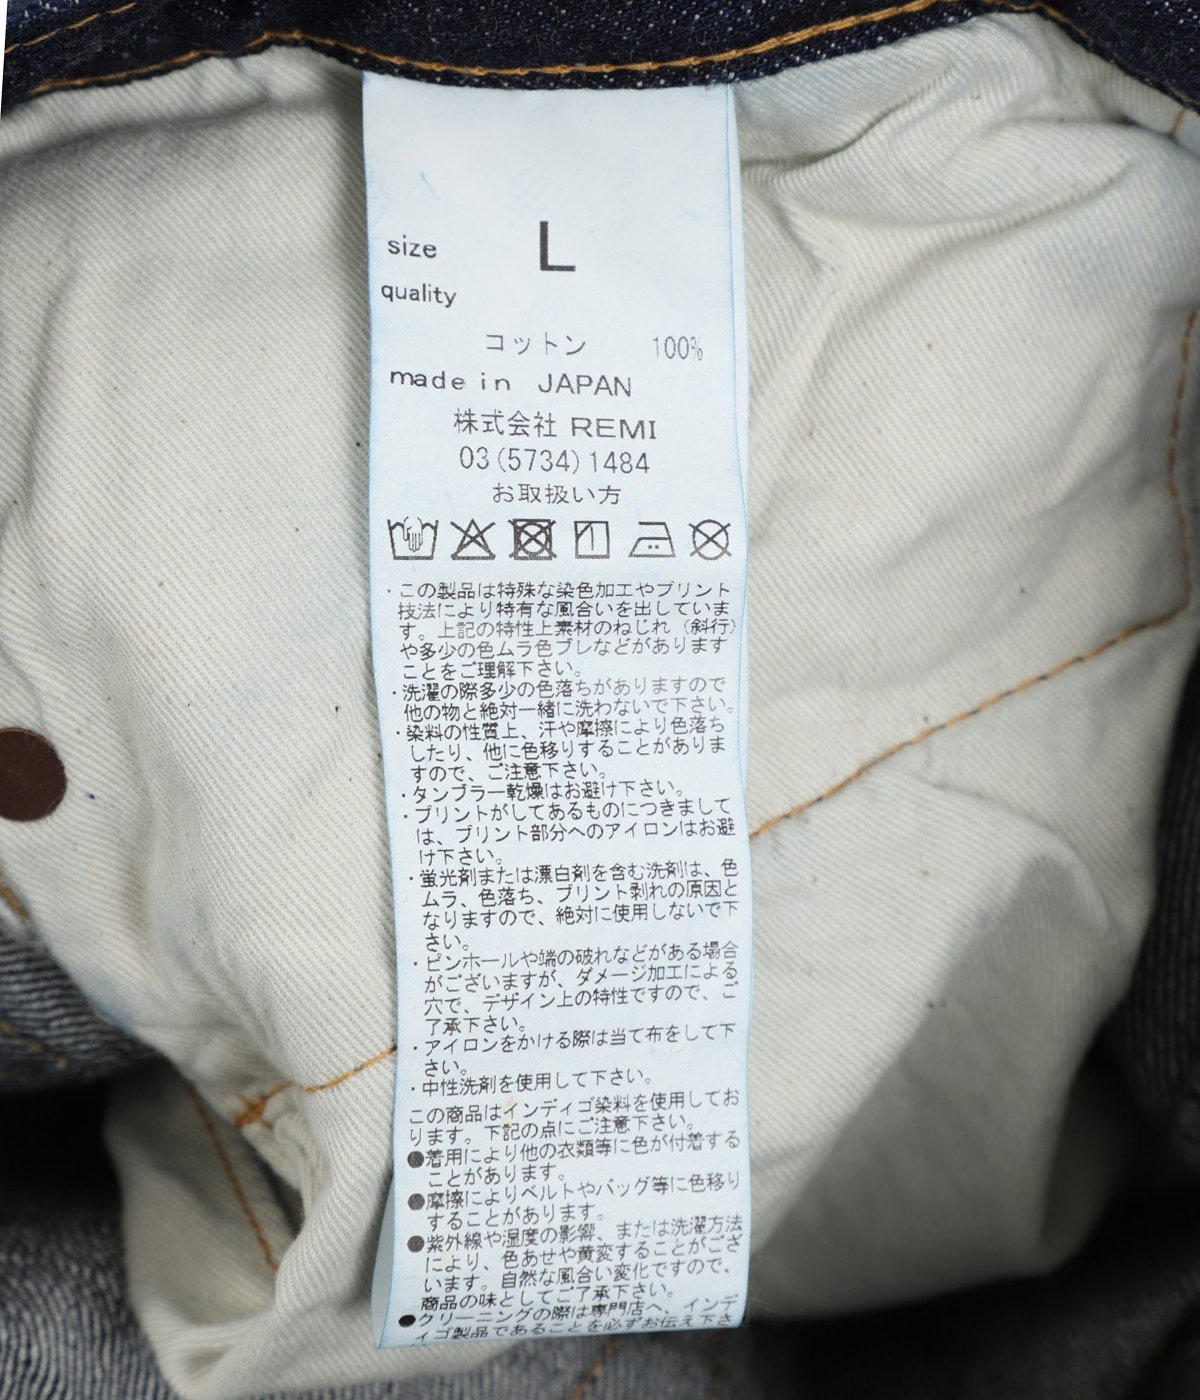 size L
quality
コットン 100%
made in JAPAN
株式会社 REMI
03(5734)1484
お取扱い方
・この製品は特殊な染色加工やプリント
技法により特有な風合いを出していま
す。上記の特性上素材のねじれ（斜行）
や多少の色ムラ色ブレなどがあります
ことをご理解下さい。
・洗濯の際多少の色落ちがありますので
他の物と絶対一緒に洗わないで下さい。
・染料の性質上、汗や摩擦により色落ち
したり、他に色移りすることがありま
すので、ご注意下さい。
・タンブラー乾燥はお避け下さい。
・プリントがしてあるものにつきまして
は、プリント部分へのアイロンはお避
け下さい。
・蛍光剤または漂白剤を含む洗剤は、色
ムラ、色落ち、プリント剥れの原因と
なりますので、絶対に使用しないで下
さい。
・ピンホールや端の破れなどがある場合
がございますが、ダメージ加工による
穴で、デザイン上の特性ですので、ご
了承下さい。
・アイロンをかける際は当て布をして下
さい。
・中性洗剤を使用して下さい。
この商品はインディゴ染料を使用してお
ります。下記の点にご注意下さい。
●着用により他の衣類等に色が付着する
ことがあります。
●摩擦によりベルトやバッグ等に色移り
することがあります。
●紫外線や湿度の影響、または洗濯方法
により、色あせや黄変することがござ
います。自然な風合い変化ですので、
商品の味としてご了承下さい。
●クリーニングの際は専門店へ、インデ
ィゴ製品であることを必ずお伝え下さ